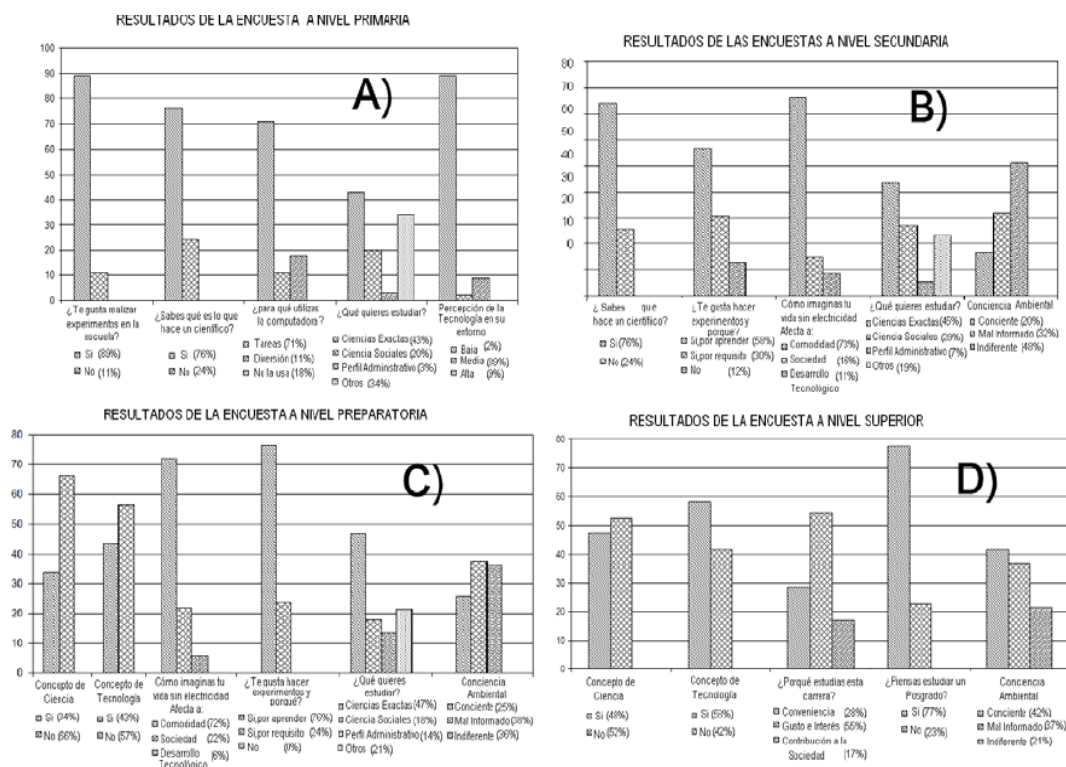 RESULTADOS DE LA ENCUESTA A NIVEL PRIMARIA
A)
100
90
80
70
60
50
40
30
20
10
0
¿Te gusta realizar experimentos en la escuela?
Si (89%)
No (11%)
¿Sabes qué es lo que hace un científico?
Si (76%)
No (24%)
¿para qué utilizas la computadora?
Tareas (71%)
Diversión (11%)
No la usa (18%)
¿Qué quieres estudiar?
Ciencias Exactas (43%)
Ciencia Sociales (20%)
Perfil Administrativo (3%)
Otros (34%)
Percepción de la Tecnología en su entorno
Baja (2%)
Media (89%)
Alta (9%)
RESULTADOS DE LAS ENCUESTAS A NIVEL SECUNDARIA
B)
80
70
60
50
40
30
20
10
0
¿Sabes que hace un científico?
Si (76%)
No (24%)
¿Te gusta hacer experimentos y porque?
Si,por aprender (58%)
Si,por requisito (30%)
No (12%)
Cómo imaginas tu vida sin electricidad Afecta a:
Comodidad (73%)
Sociedad (16%)
Desarrollo (11%)
Tecnológico
¿Qué quieres estudiar?
Ciencias Exactas (45%)
Ciencia Sociales
Perfil Administrativo (7%)
Otros (19%)
Conciencia Ambiental
Conciente (20%)
Mal Informado (32%)
Indiferente (48%)
RESULTADOS DE LA ENCUESTA A NIVEL PREPARATORIA
C)
80
70
60
50
40
30
20
10
0
Concepto de Ciencia
Si (34%)
No (66%)
Concepto de Tecnología
Si (43%)
No (57%)
Cómo imaginas tu vida sin electricidad Afecta a:
Comodidad (72%)
Sociedad (22%)
Desarrollo (6%)
Tecnológico
¿Te gusta hacer experimentos y porqué?
Si,por aprender (76%)
Si,por requisito (24%)
No (0%)
¿Qué quieres estudiar?
Ciencias Exactas (47%)
Ciencia Sociales (18%)
Perfil Administrativo (14%)
Otros (21%)
Conciencia Ambiental
Conciente (25%)
Mal Informado (38%)
Indiferente (36%)
RESULTADOS DE LA ENCUESTA A NIVEL SUPERIOR
D)
80
70
60
50
40
30
20
10
0
Concepto de Ciencia
Si (48%)
No (52%)
Concepto de Tecnología
Si (58%)
No (42%)
¿Porqué estudias esta carrera?
Conveniencia (28%)
Gusto e Interés (55%)
Contribución a la Sociedad (17%)
¿Piensas estudiar un Posgrado?
Si (77%)
No (23%)
Conciencia Ambiental
Conciente (42%)
Mal Informado (37%)
Indiferente (21%)